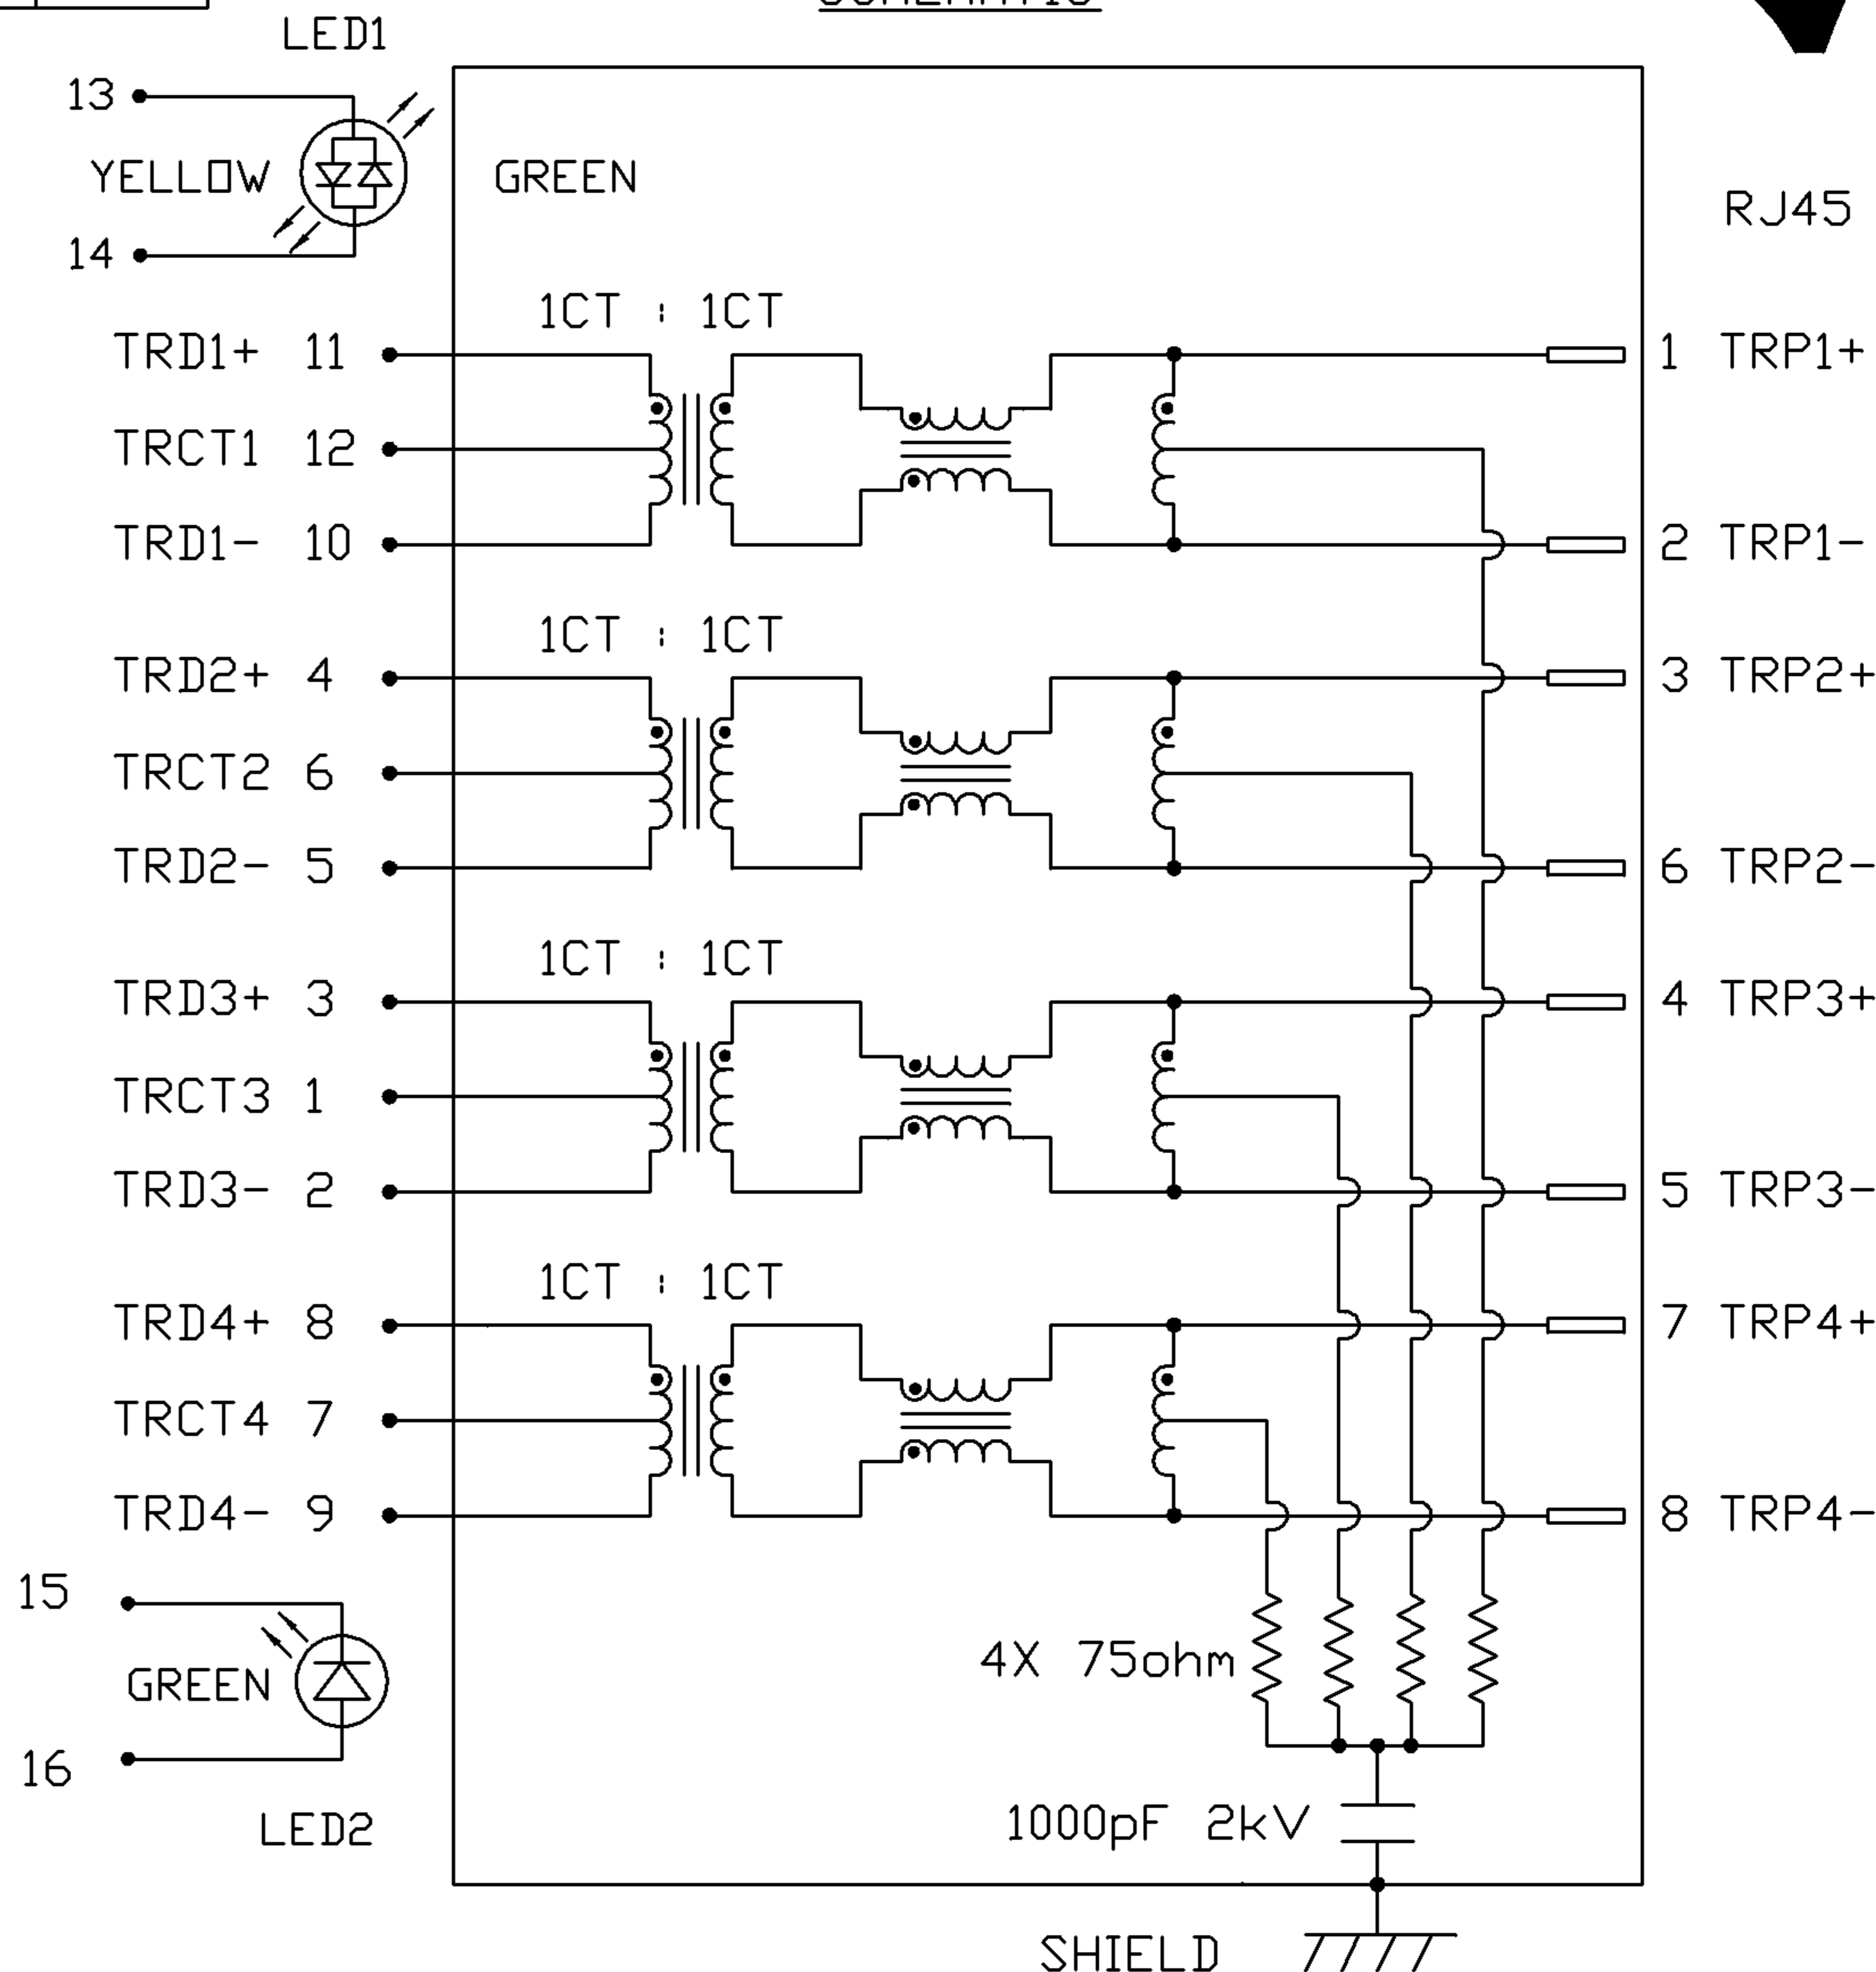 SCHEMATIC
LED1
13
YELLOW
GREEN
14
RJ45
1CT : 1CT
TRD1+ 11
1 TRP1+
TRCT1 12
TRD1- 10
2 TRP1-
1CT : 1CT
TRD2+ 4
3 TRP2+
TRCT2 6
TRD2- 5
6 TRP2-
1CT : 1CT
TRD3+ 3
4 TRP3+
TRCT3 1
TRD3- 2
5 TRP3-
1CT : 1CT
TRD4+ 8
7 TRP4+
TRCT4 7
TRD4- 9
8 TRP4-
15
GREEN
16
LED2
4X 75ohm
1000pF 2kV
SHIELD